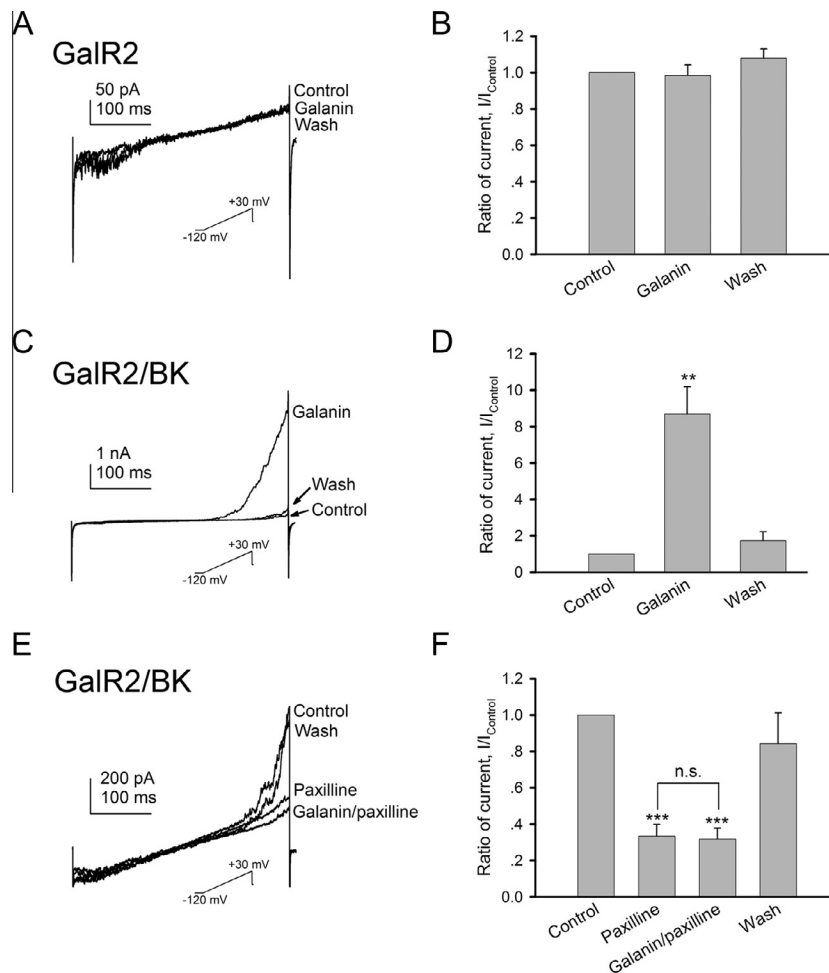 A
GalR2
50 pA
100 ms
Control
Galanin
Wash
+30 mV
-120 mV
B
Ratio of current, I/IControl
1.2
1.0
.8
.6
.4
.2
0.0
Control
Galanin
Wash
C
GalR2/BK
1 nA
100 ms
Galanin
Wash
Control
+30 mV
-120 mV
D
Ratio of current, I/IControl
12
10
8
6
4
2
0
**
Control
Galanin
Wash
E
GalR2/BK
200 pA
100 ms
Control
Wash
Paxilline
Galanin/paxilline
+30 mV
-120 mV
F
Ratio of current, I/IControl
1.2
1.0
.8
.6
.4
.2
0.0
n.s.
*** ***
Control
Paxilline
Galanin/paxilline
Wash